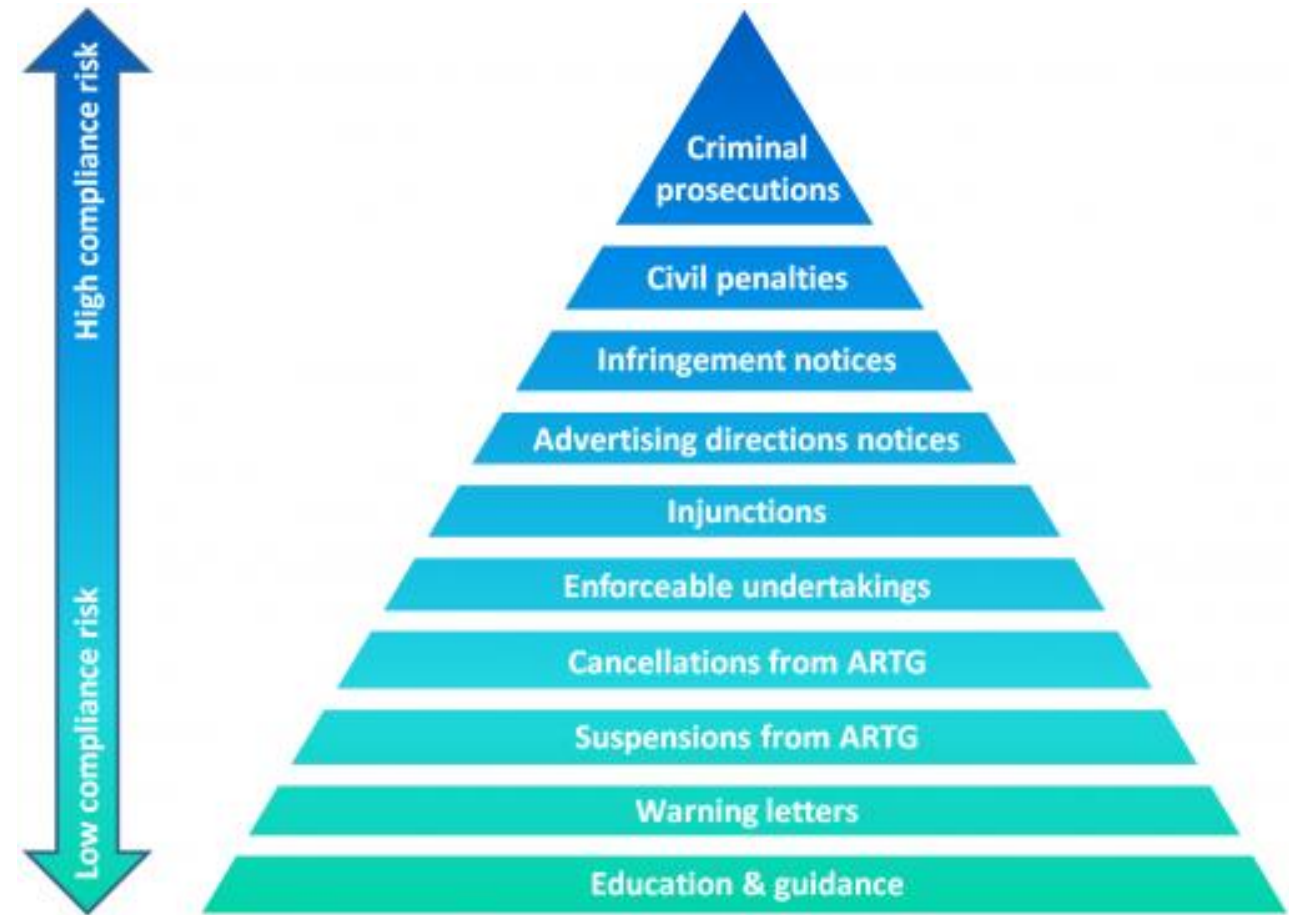 High compliance risk
Low compliance risk
Criminal
prosecutions
Civil penalties
Infringement notices
Advertising directions notices
Injunctions
Enforceable undertakings
Cancellations from ARTG
Suspensions from ARTG
Warning letters
Education & guidance